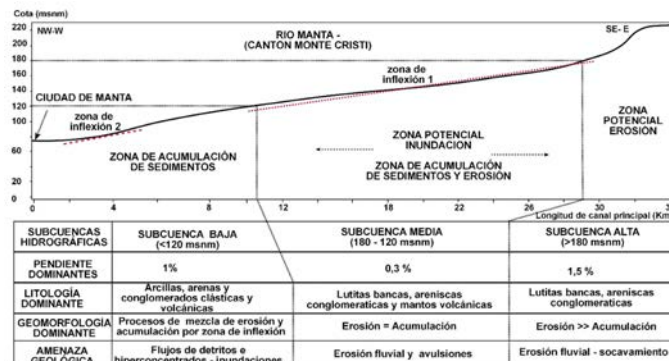 Cota (msnm)
220
200
180
160
140
120
100
80
60
20
0
NW-W
RIO MANTA -
(CANTON MONTE CRISTI)
SE- E
zona de
inflexión 1
CIUDAD DE MANTA
zona de
inflexión 2
ZONA DE ACUMULACIÓN
DE SEDIMENTOS
ZONA POTENCIAL
INUNDACION
ZONA DE ACUMULACIÓN
DE SEDIMENTOS Y EROSIÓN
ZONA
POTENCIAL
EROSIÓN
0 4 8 12 16 22 26 30
Longitud de canal principal (Km
SUBCUENCAS
HIDROGRÁFICAS
SUBCUENCA BAJA
(<120 msnm)
SUBCUENCA MEDIA
(180 - 120 msnm)
SUBCUENCA ALTA
(>180 msnm)
PENDIENTE
DOMINANTES
1%
0,3 %
1,5 %
LITOLOGÍA
DOMINANTE
Arcillas, arenas y
conglomerados clásticas y
volcánicas
Lutitas bancas, areniscas
conglomeraticas y mantos volcánicas
Lutitas bancas, areniscas
conglomeraticas
GEOMORFOLOGÍA
DOMINANTE
Procesos de mezcla de erosión y
acumulación por zona de inflexión
Erosión = Acumulación
Erosión >> Acumulación
AMENAZA
GEOLÓGICA
Flujos de detritos e
hiperconcentrados - inundaciones
Erosión fluvial y avulsiones
Erosión fluvial - socavamiento